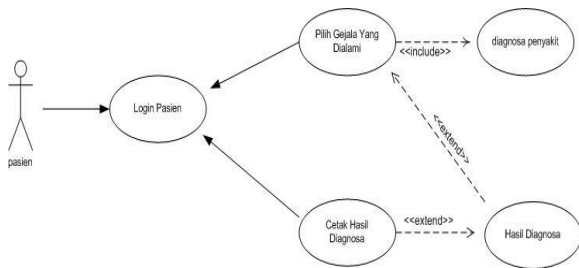 Pilih Gejala Yang
Dialami
<<include>>
diagnosa penyakit
Login Pasien
pasien
<<extend>>
Cetak Hasil
Diagnosa
<<extend>>
Hasil Diagnosa